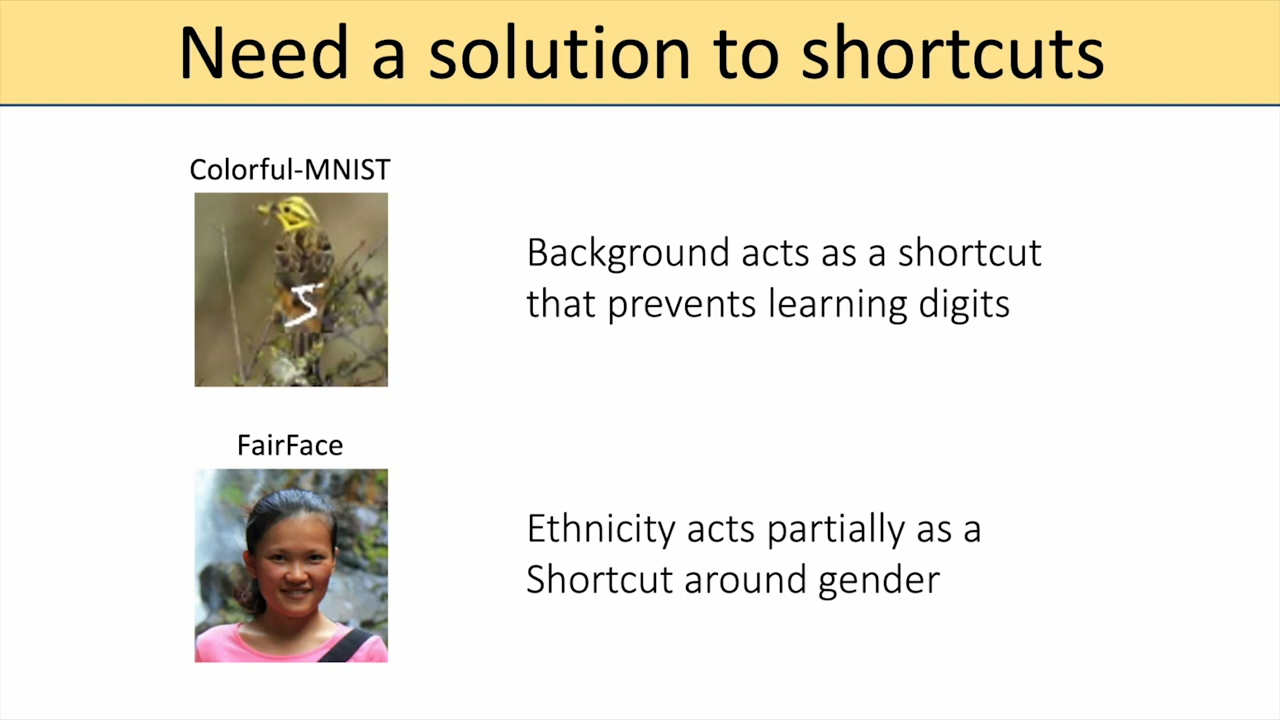 Need a solution to shortcuts
Colorful-MNIST
5
Background acts as a shortcut
that prevents learning digits
FairFace
Ethnicity acts partially as a
Shortcut around gender